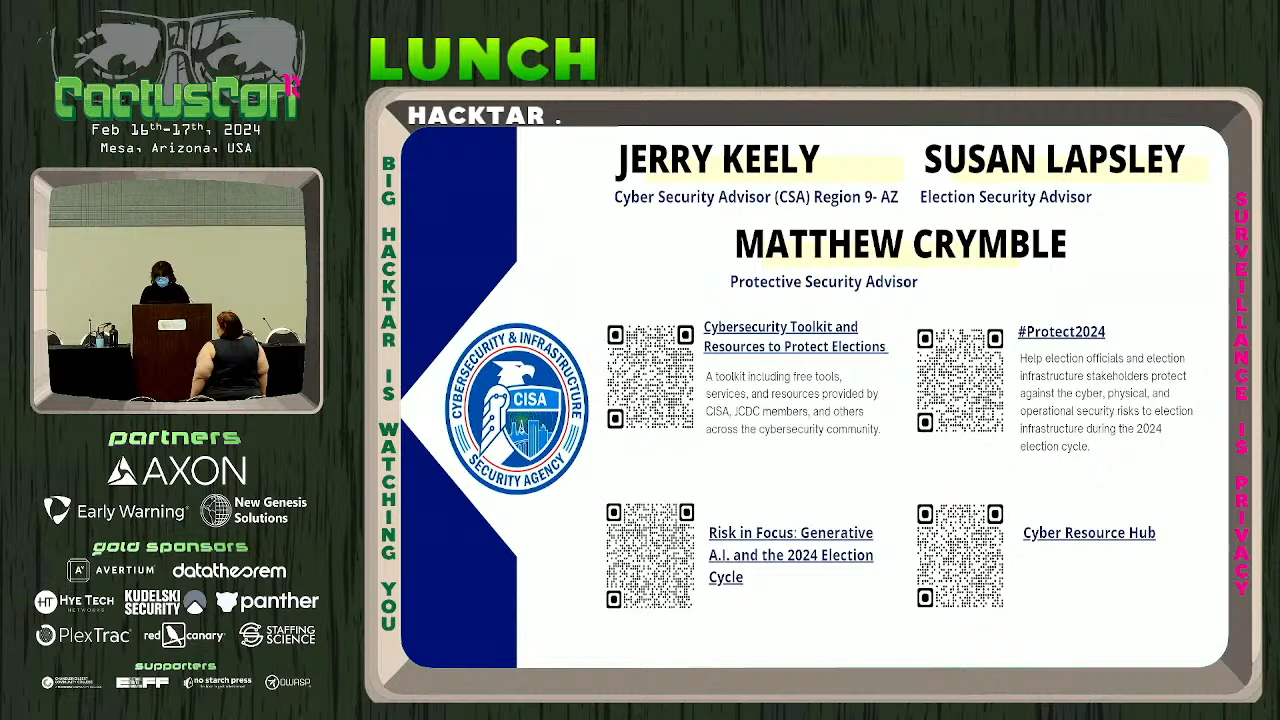 CactusCon
Feb 16th-17th, 2024
Mesa, Arizona, USA
partners
AXON
Early Warning
New Genesis
Solutions
gold sponsors
AVERTIUM
datatheorem
HT HYE TECH
NETWORKS
KUDELSKI
SECURITY
panther
PlexTrac
red canary
STAFFING
SCIENCE
supporters
EFF
no starch press
OWASP
LUNCH
HACKTAR .
BIG HACKTAR IS WATCHING YOU
JERRY KEELY
Cyber Security Advisor (CSA) Region 9- AZ
SUSAN LAPSLEY
Election Security Advisor
MATTHEW CRYMBLE
Protective Security Advisor
CYBERSECURITY & INFRASTRUCTURE
CISA
SECURITY AGENCY
Cybersecurity Toolkit and
Resources to Protect Elections
A toolkit including free tools,
services, and resources provided by
CISA, JCDC members, and others
across the cybersecurity community.
#Protect2024
Help election officials and election
infrastructure stakeholders protect
against the cyber, physical, and
operational security risks to election
infrastructure during the 2024
election cycle.
Risk in Focus: Generative
A.I. and the 2024 Election
Cycle
Cyber Resource Hub
SURVEILLANCE IS PRIVACY